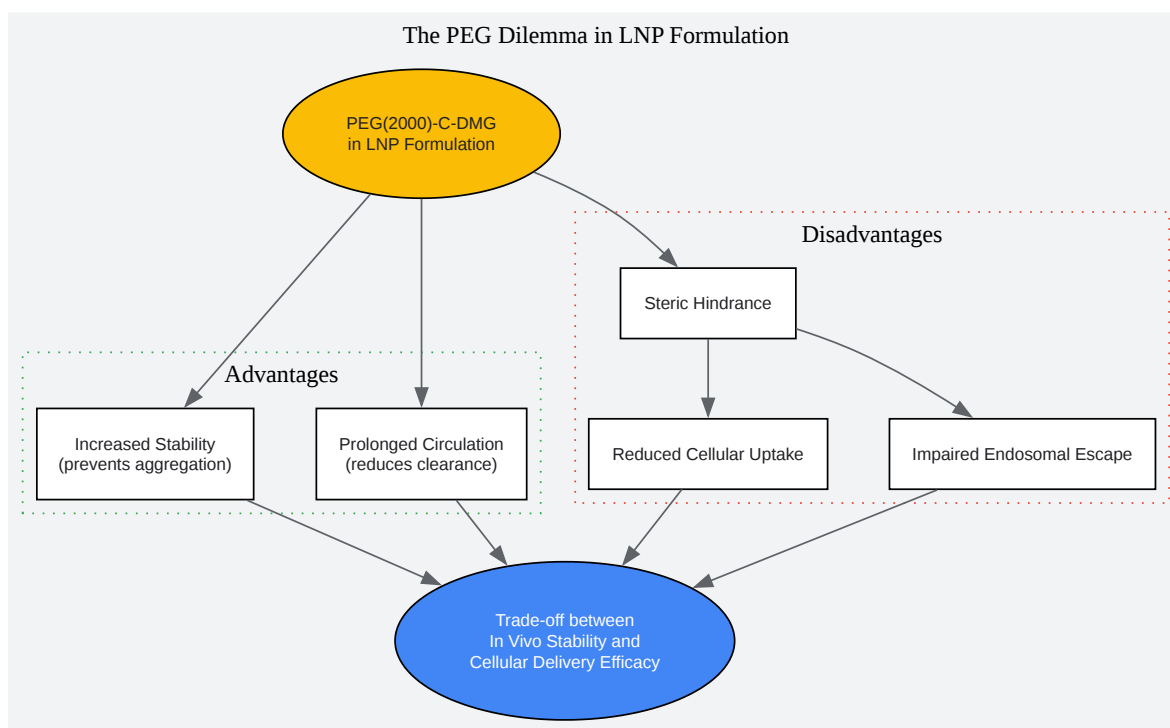 The PEG Dilemma in LNP Formulation
PEG(2000)-C-DMG
in LNP Formulation
Disadvantages
Steric Hindrance
Advantages
Increased Stability
(prevents aggregation)
Prolonged Circulation
(reduces clearance)
Reduced Cellular Uptake
Impaired Endosomal Escape
Trade-off between
In Vivo Stability and
Cellular Delivery Efficacy